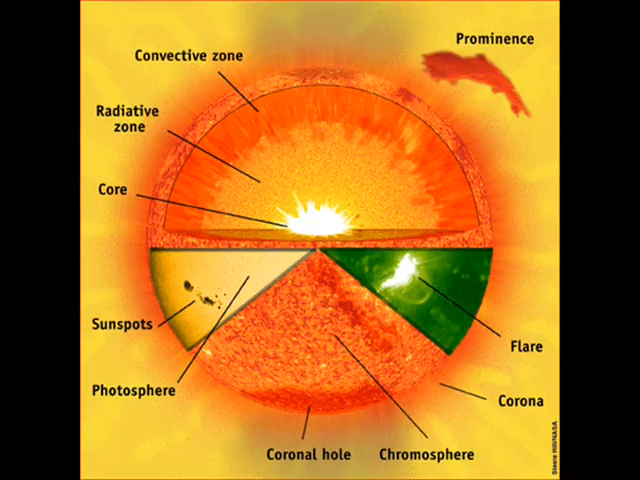 Prominence
Convective zone
Radiative
zone
Core
Sunspots
Flare
Photosphere
Corona
Coronal hole
Chromosphere
Steele Hill/NASA